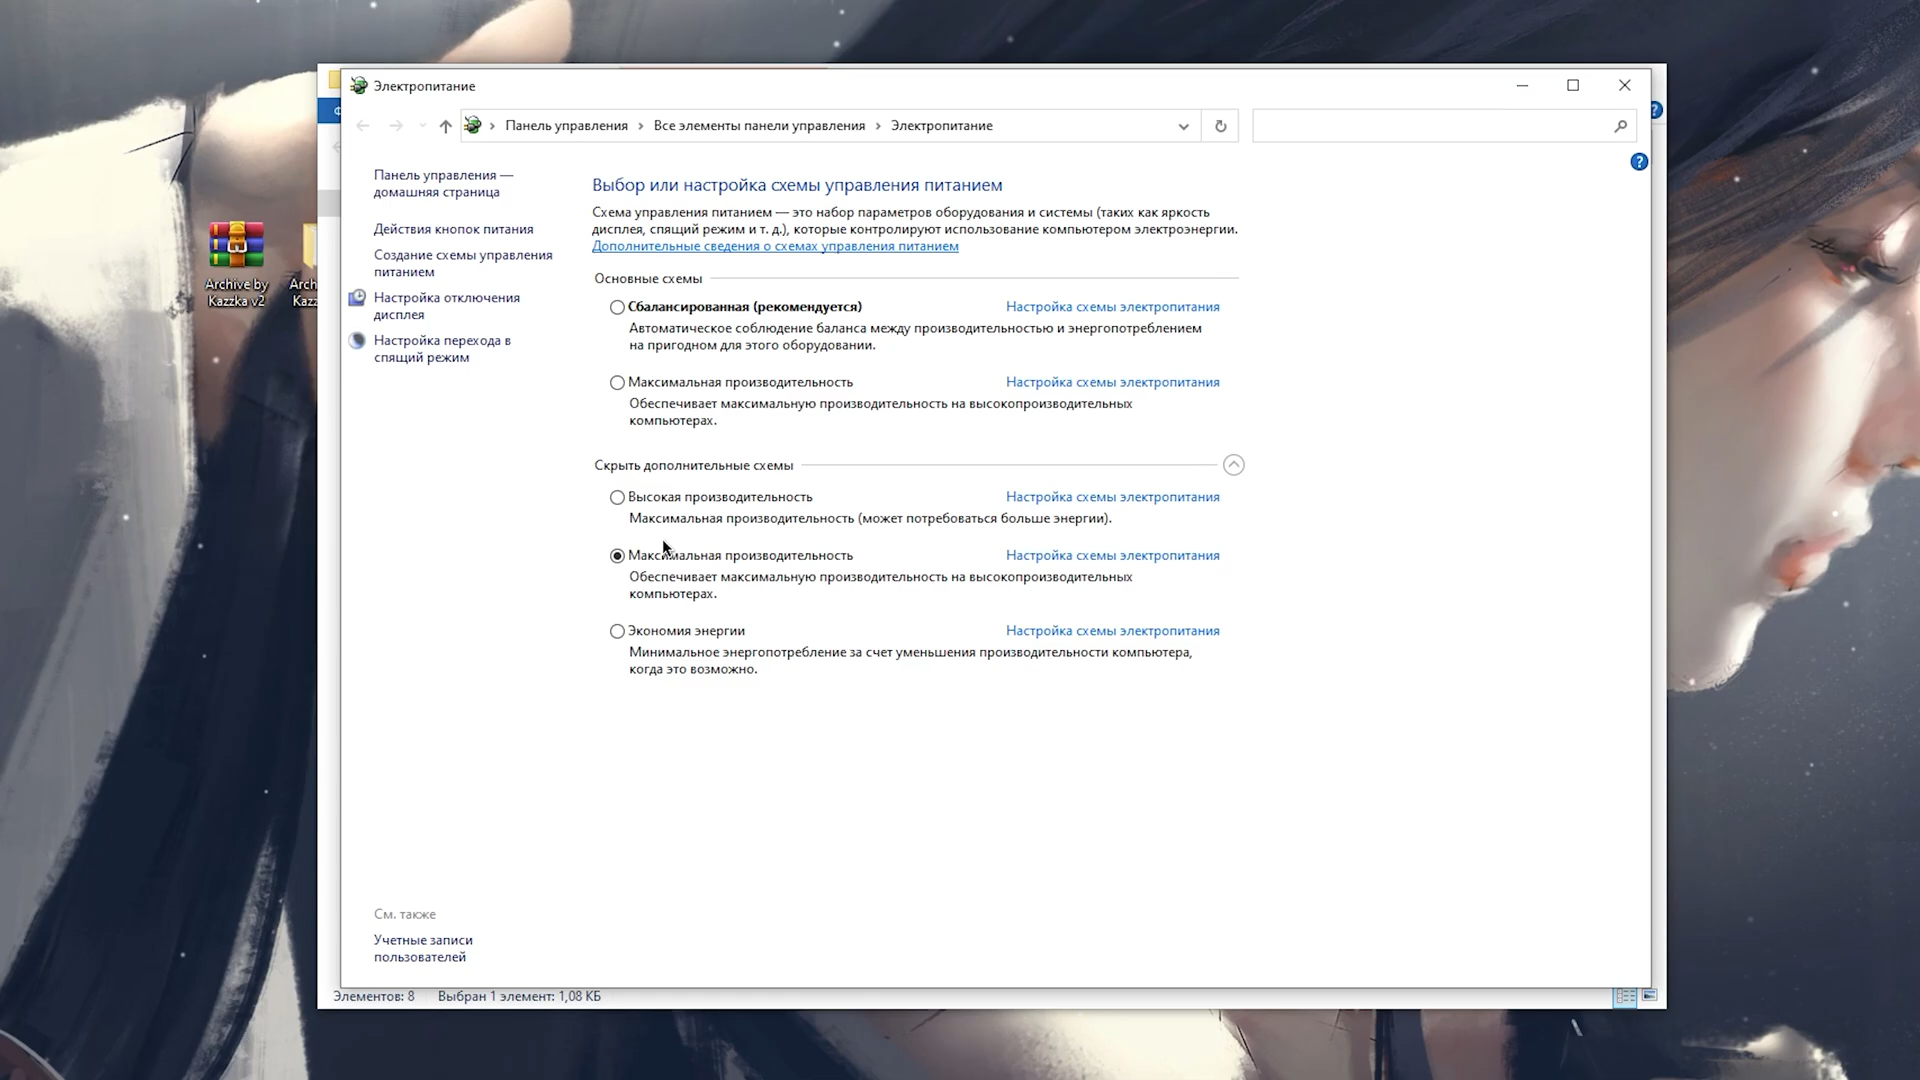 Электропитание
Панель управления
Все элементы панели управления
Электропитание
Панель управления —
домашняя страница
Действия кнопок питания
Создание схемы управления
питанием
Настройка отключения
дисплея
Настройка перехода в
спящий режим
Выбор или настройка схемы управления питанием
Схема управления питанием — это набор параметров оборудования и системы (таких как яркость
дисплея, спящий режим и т. д.), которые контролируют использование компьютером электроэнергии.
Дополнительные сведения о схемах управления питанием
Основные схемы
Сбалансированная (рекомендуется) Настройка схемы электропитания
Автоматическое соблюдение баланса между производительностью и энергопотреблением
на пригодном для этого оборудовании.
Максимальная производительность Настройка схемы электропитания
Обеспечивает максимальную производительность на высокопроизводительных
компьютерах.
Скрыть дополнительные схемы
Высокая производительность Настройка схемы электропитания
Максимальная производительность (может потребоваться больше энергии).
Максимальная производительность Настройка схемы электропитания
Обеспечивает максимальную производительность на высокопроизводительных
компьютерах.
Экономия энергии Настройка схемы электропитания
Минимальное энергопотребление за счет уменьшения производительности компьютера,
когда это возможно.
См. также
Учетные записи
пользователей
Archive by
Kazzka v2
Arch
Kazz
Элементов: 8 Выбран 1 элемент: 1,08 КБ